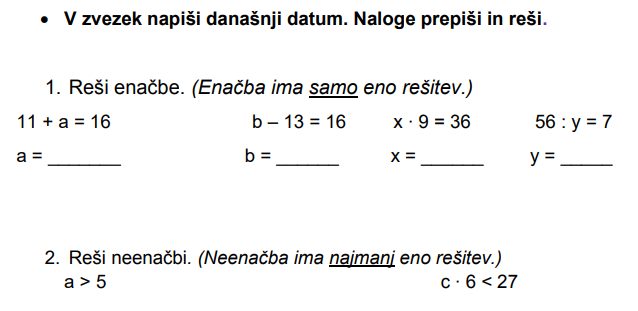 • V zvezek napiši današnji datum. Naloge prepiši in reši.
1. Reši enačbe. (Enačba ima samo eno rešitev.)
11 + a = 16 b – 13 = 16 x · 9 = 36 56 : y = 7
a = _______ b = ______ x = ______ y = _____
2. Reši neenačbi. (Neenačba ima najmanj eno rešitev.)
a > 5 c · 6 < 27